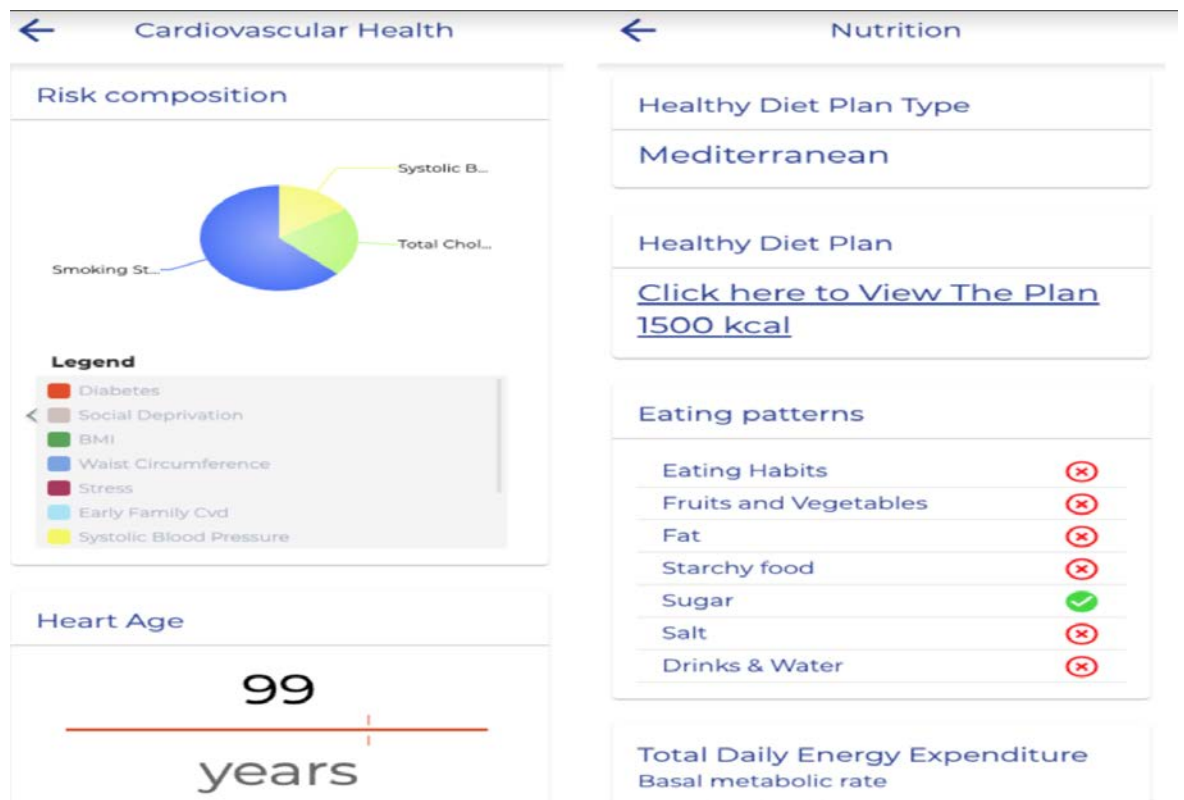 Cardiovascular Health
Risk composition
Systolic B...
Total Chol...
Smoking St...
Legend
Diabetes
Social Deprivation
BMI
Waist Circumference
Stress
Early Family Cvd
Systolic Blood Pressure
Heart Age
99
years
Nutrition
Healthy Diet Plan Type
Mediterranean
Healthy Diet Plan
Click here to View The Plan
1500 kcal
Eating patterns
Eating Habits
Fruits and Vegetables
Fat
Starchy food
Sugar
Salt
Drinks & Water
Total Daily Energy Expenditure
Basal metabolic rate